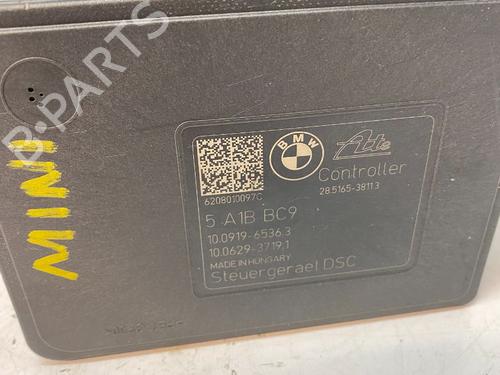 B-PARTS
MINI
BMW
Ate
Controller
28.5165-3811.3
6208010097C
5 A1B BC9
10.0919-6536.3
10.0629-3719.1
MADE IN HUNGARY
Steuergerael DSC